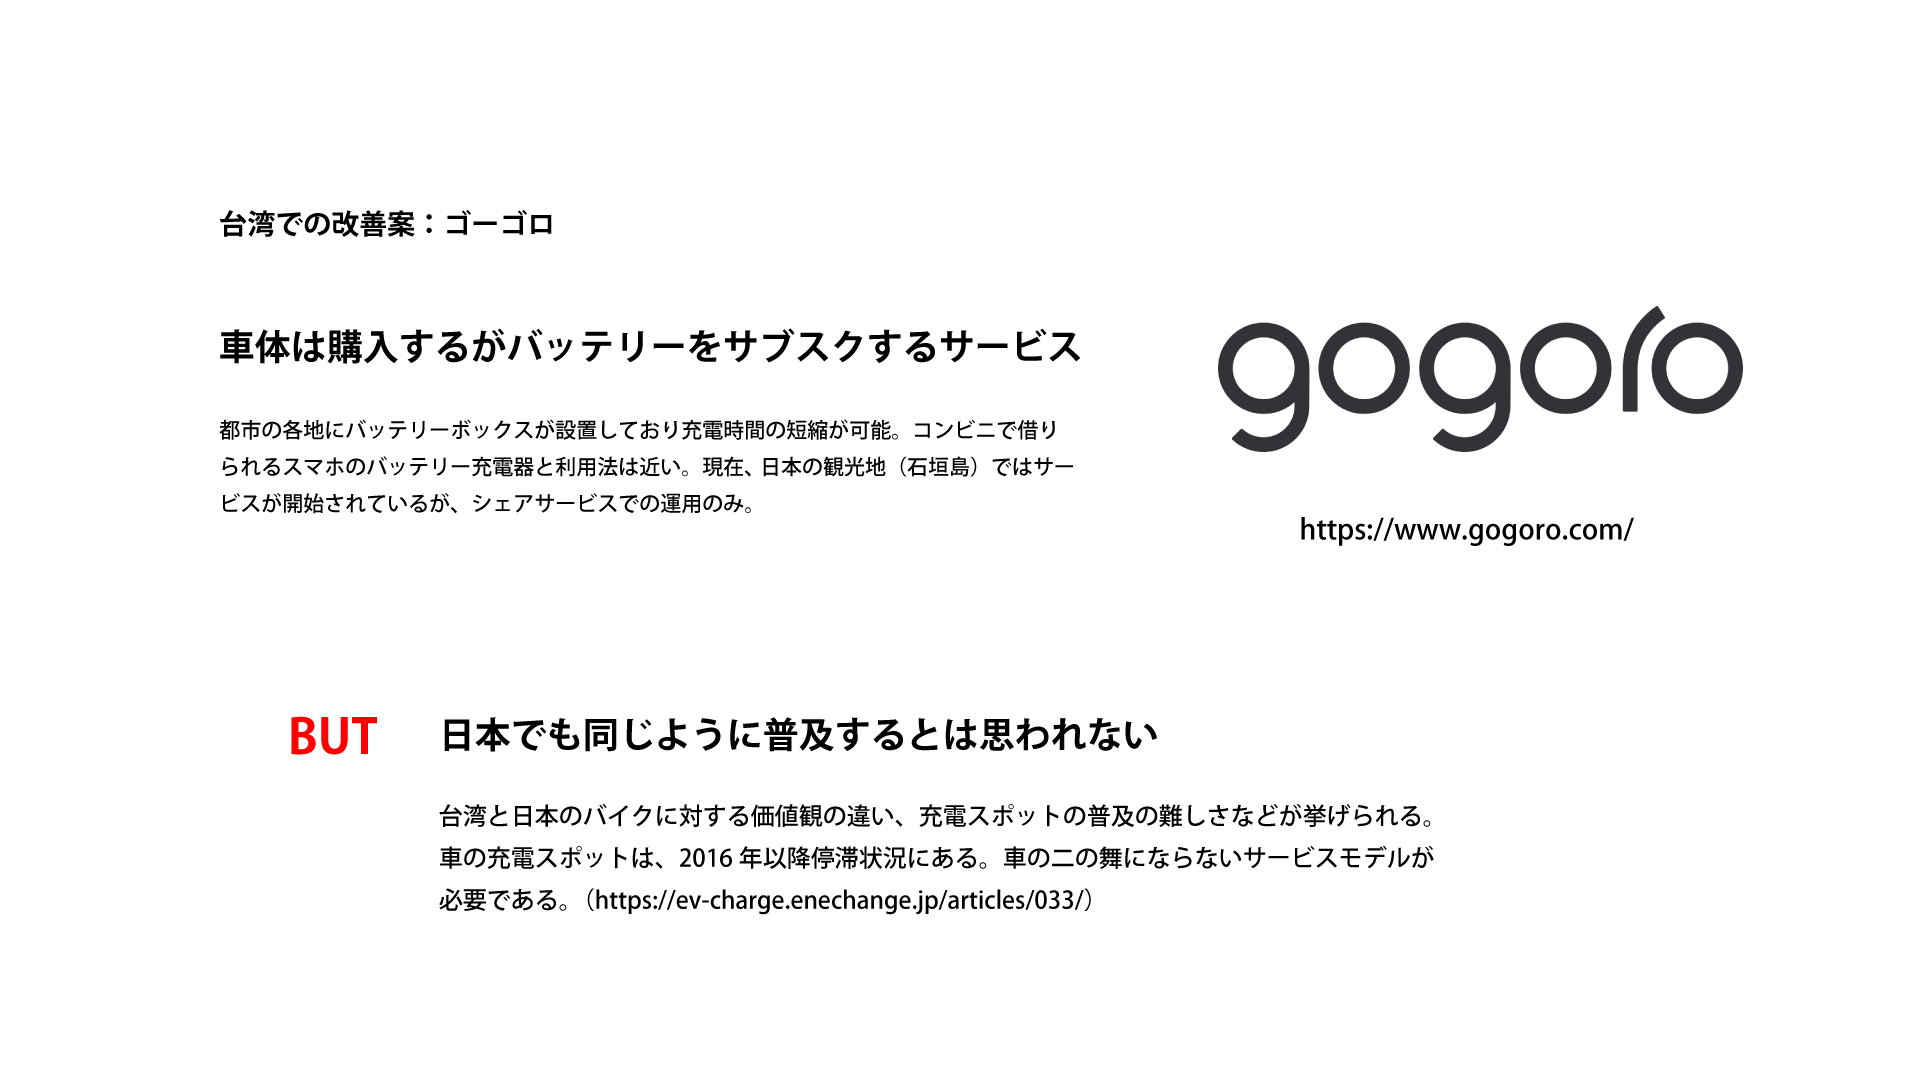 台湾での改善案：ゴーゴロ
車体は購入するがバッテリーをサブスクするサービス
都市の各地にバッテリーボックスが設置しており充電時間の短縮が可能。コンビニで借り
られるスマホのバッテリー充電器と利用法は近い。現在、日本の観光地（石垣島）ではサー
ビスが開始されているが、シェアサービスでの運用のみ。
gogoro
https://www.gogoro.com/
BUT 日本でも同じように普及するとは思われない
台湾と日本のバイクに対する価値観の違い、充電スポットの普及の難しさなどが挙げられる。
車の充電スポットは、2016 年以降停滞状況にある。車の二の舞にならないサービスモデルが
必要である。（https://ev-charge.enechange.jp/articles/033/）